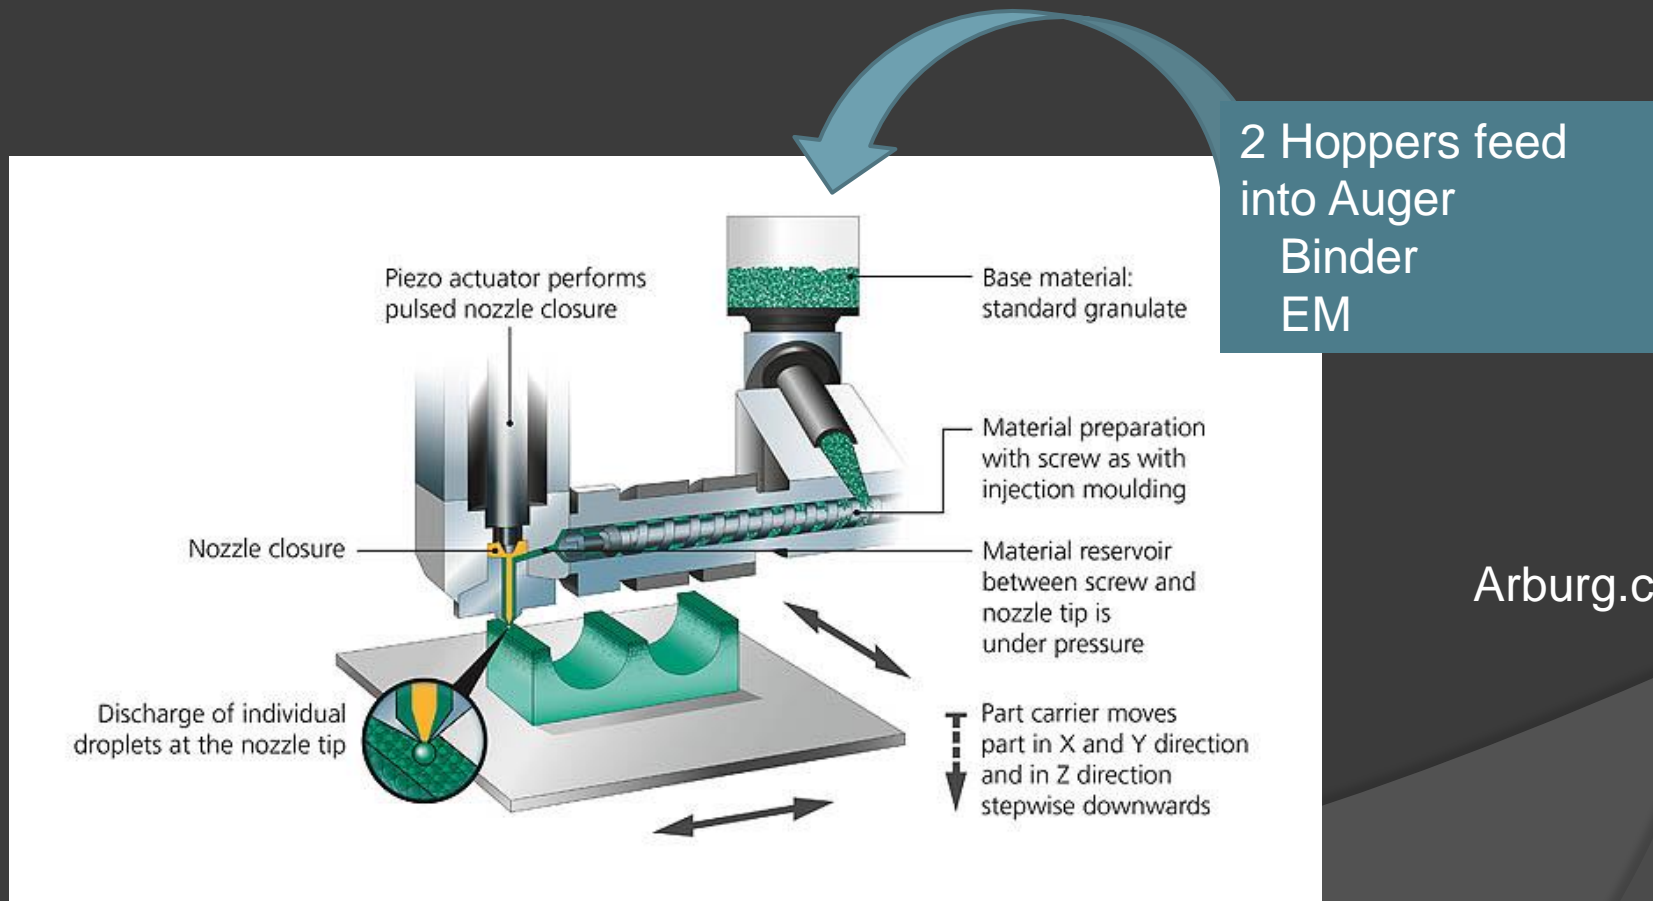 2 Hoppers feed
into Auger
Binder
EM
Piezo actuator performs
pulsed nozzle closure
Base material:
standard granulate
Material preparation
with screw as with
injection moulding
Nozzle closure
Material reservoir
between screw and
nozzle tip is
under pressure
Arburg.c
Discharge of individual
droplets at the nozzle tip
Part carrier moves
part in X and Y direction
and in Z direction
stepwise downwards